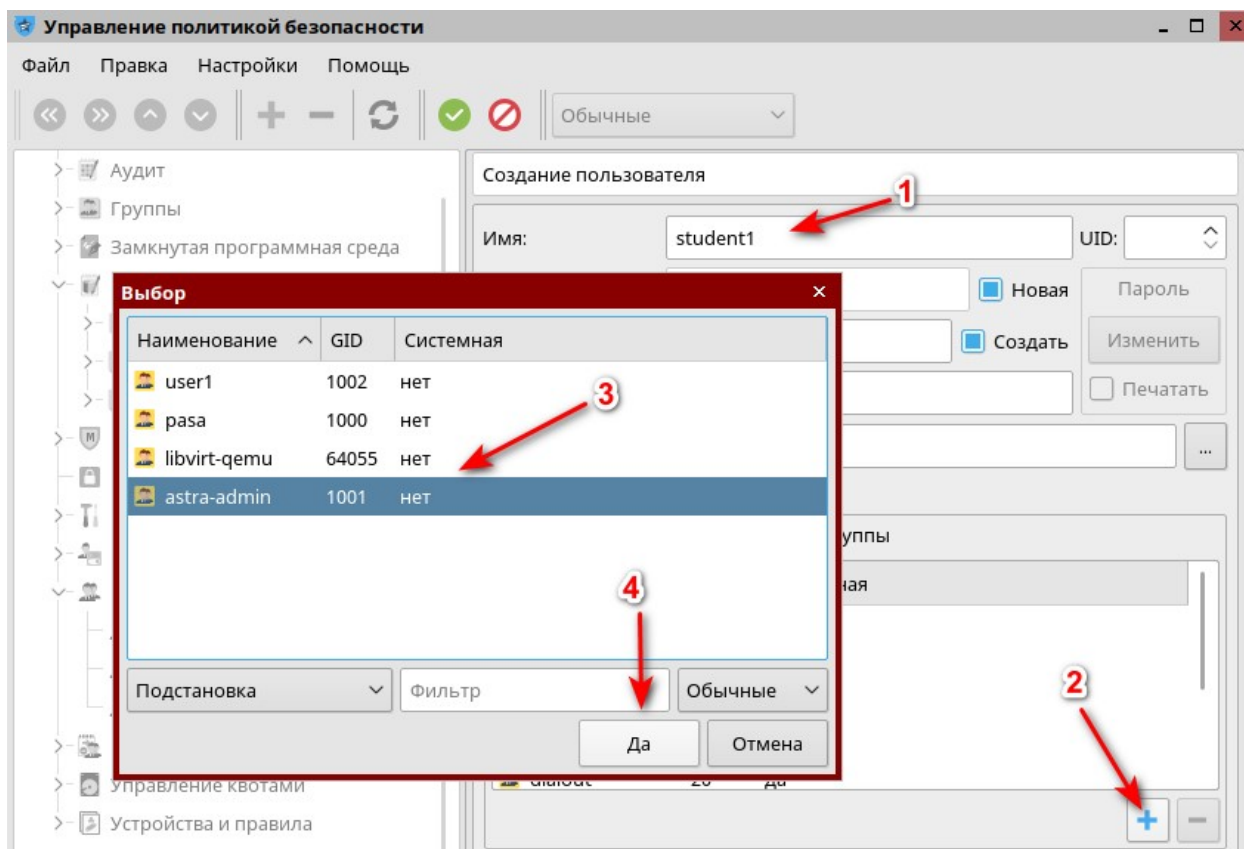 Управление политикой безопасности
Файл Правка Настройки Помощь
Обычные
Аудит
Группы
Замкнутая программная среда
Управление квотами
Устройства и правила
Создание пользователя
1
Имя: student1 UID:
Новая Пароль
Создать Изменить
Печатать
...
Выбор
Наименование GID Системная
user1 1002 нет
pasa 1000 нет
libvirt-qemu 64055 нет
astra-admin 1001 нет
3
4
Подстановка Фильтр Обычные
Да Отмена
2